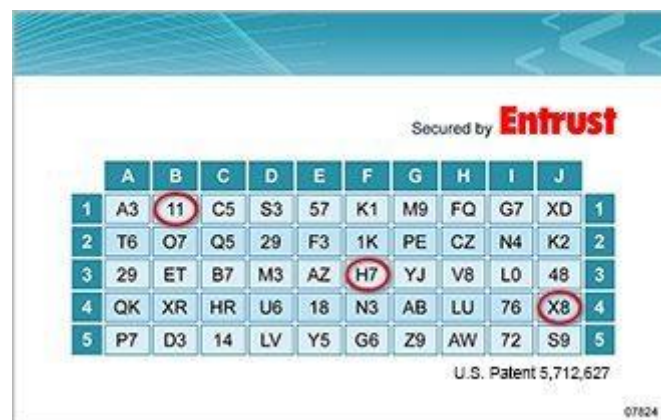 Secured by Entrust
A B C D E F G H I J
1 A3 11 C5 S3 57 K1 M9 FQ G7 XD 1
2 T6 O7 Q5 29 F3 1K PE CZ N4 K2 2
3 29 ET B7 M3 AZ H7 YJ V8 L0 48 3
4 QK XR HR U6 18 N3 AB LU 76 X8 4
5 P7 D3 14 LV Y5 G6 Z9 AW 72 S9 5
U.S. Patent 5,712,627
07824